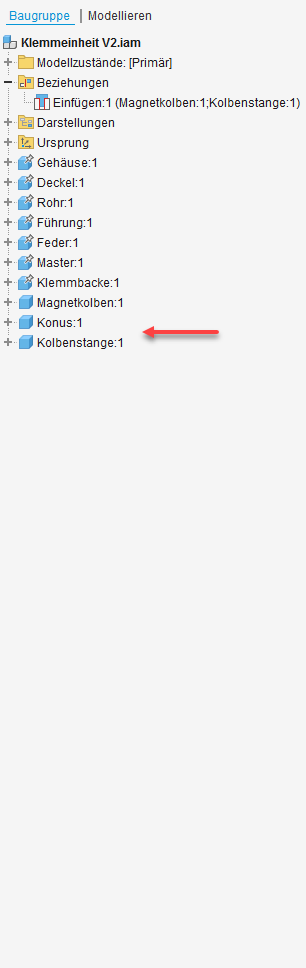 Baugruppe | Modellieren
Klemmeinheit V2.iam
Modellzustände: [Primär]
Beziehungen
Einfügen:1 (Magnetkolben:1;Kolbenstange:1)
Darstellungen
Ursprung
Gehäuse:1
Deckel:1
Rohr:1
Führung:1
Feder:1
Master:1
Klemmbacke:1
Magnetkolben:1
Konus:1
Kolbenstange:1